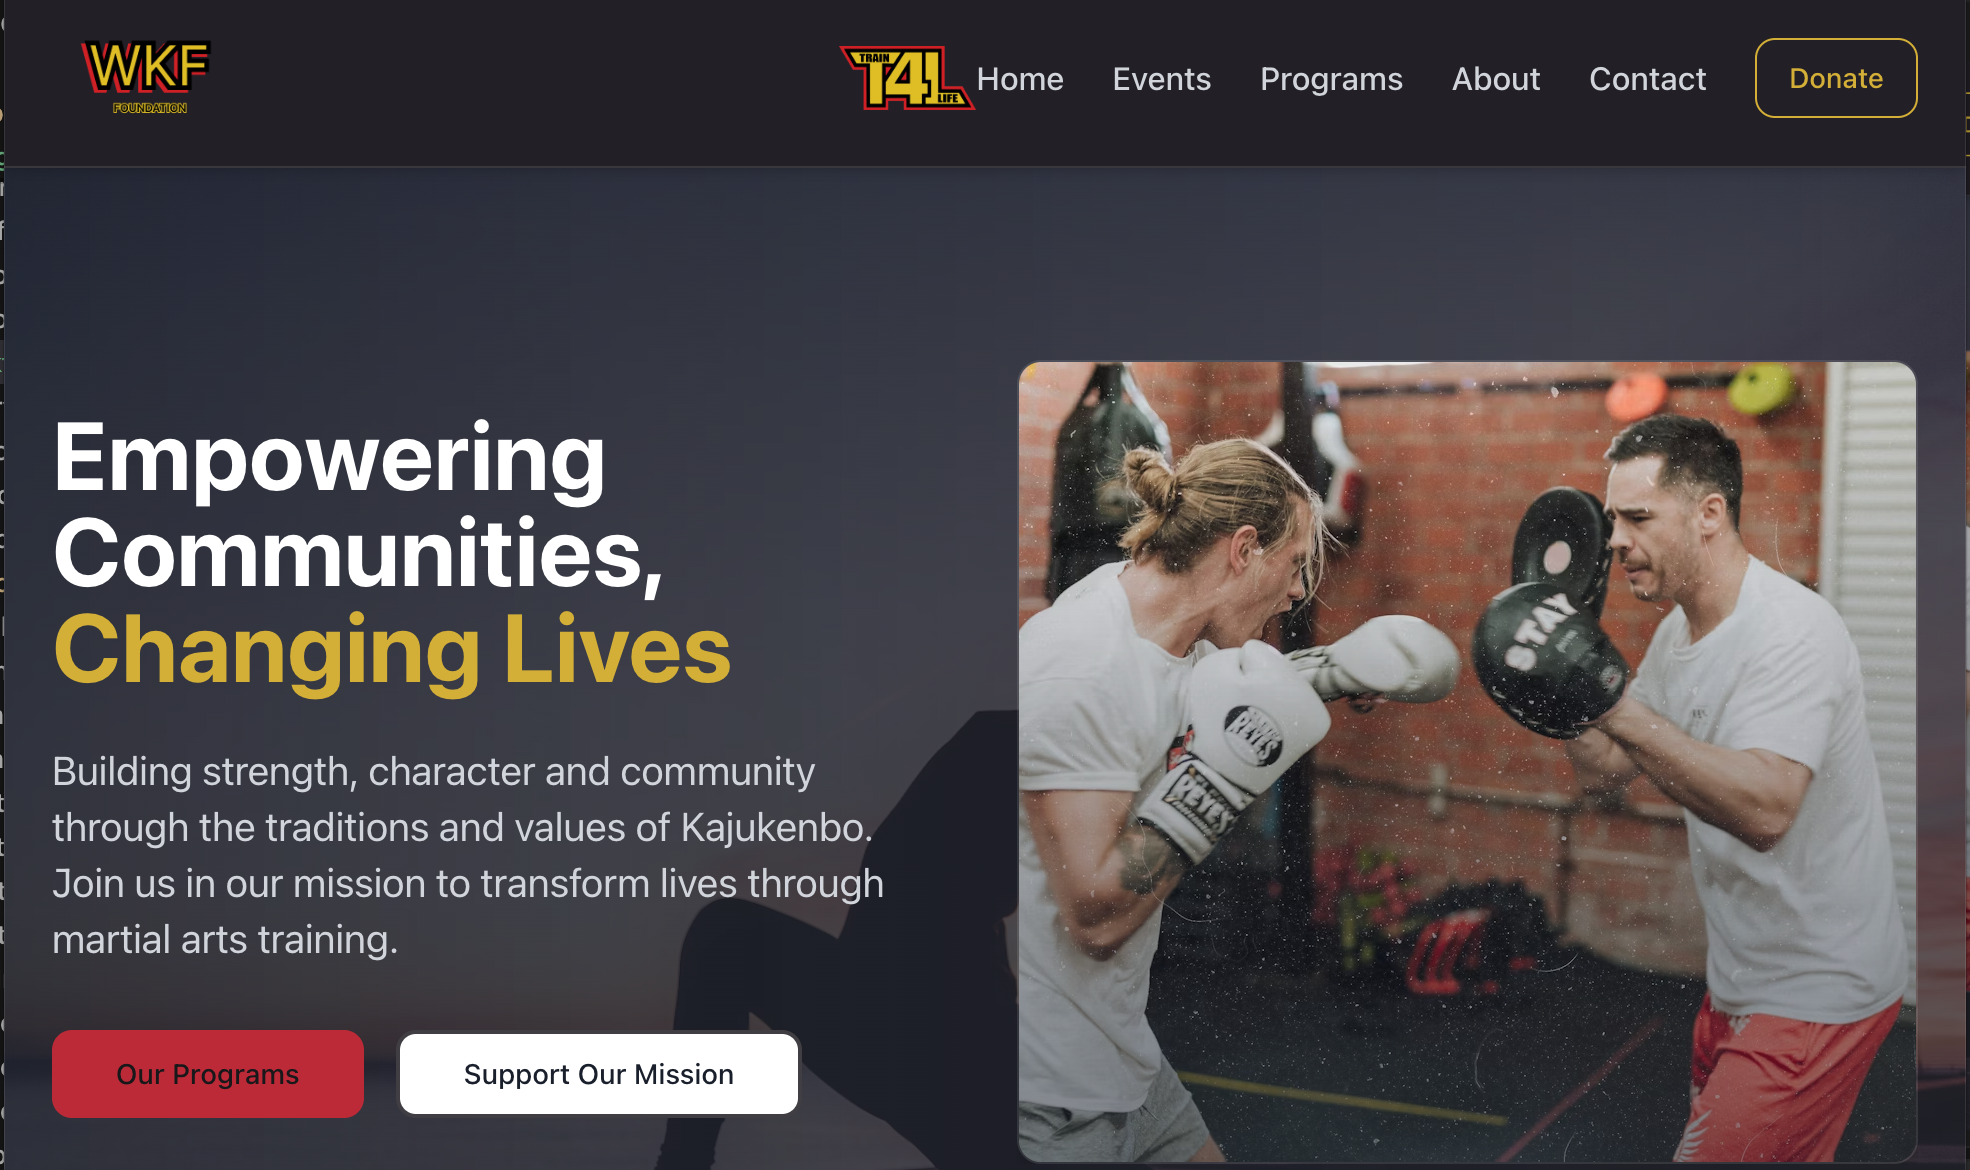 WKF
FOUNDATION
TRAIN
T4L
LIFE
Home
Events
Programs
About
Contact
Donate
Empowering
Communities,
Changing Lives
Building strength, character and community
through the traditions and values of Kajukenbo.
Join us in our mission to transform lives through
martial arts training.
Our Programs
Support Our Mission
STAY
REYES
REYES